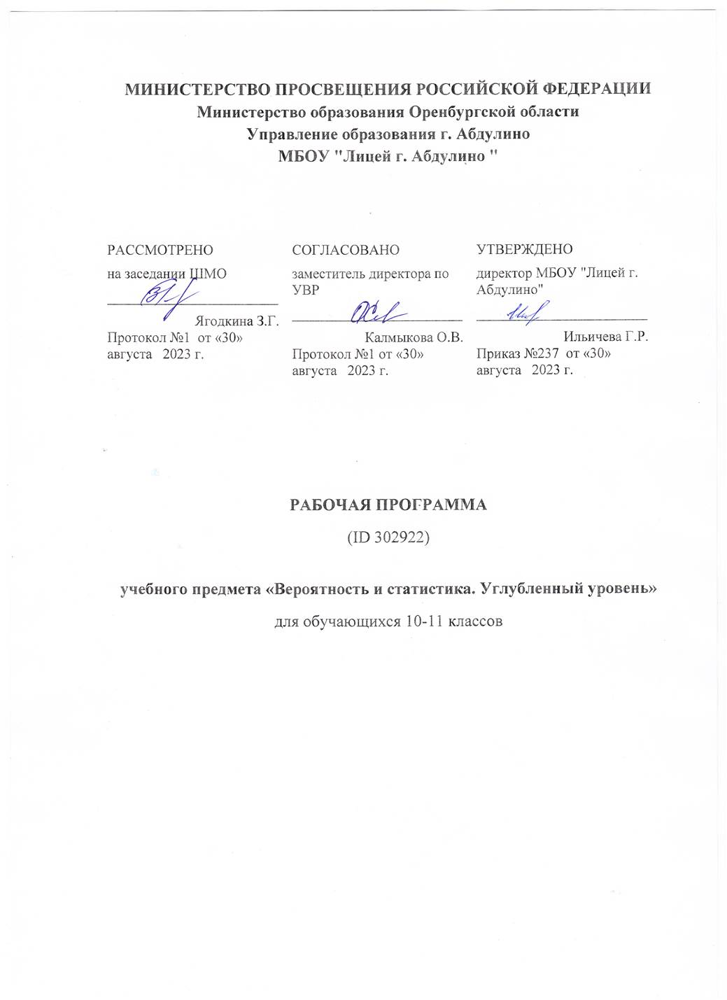 МИНИСТЕРСТВО ПРОСВЕЩЕНИЯ РОССИЙСКОЙ ФЕДЕРАЦИИ
Министерство образования Оренбургской области
Управление образования г. Абдулино
МБОУ "Лицей г. Абдулино "
РАССМОТРЕНО
на заседании ШМО
Ягодкина З.Г.
Протокол №1 от «30»
августа 2023 г.
СОГЛАСОВАНО
заместитель директора по
УВР
Калмыкова О.В.
Протокол №1 от «30»
августа 2023 г.
УТВЕРЖДЕНО
директор МБОУ "Лицей г.
Абдулино"
Ильичева Г.Р.
Приказ №237 от «30»
августа 2023 г.
РАБОЧАЯ ПРОГРАММА
(ID 302922)
учебного предмета «Вероятность и статистика. Углубленный уровень»
для обучающихся 10-11 классов